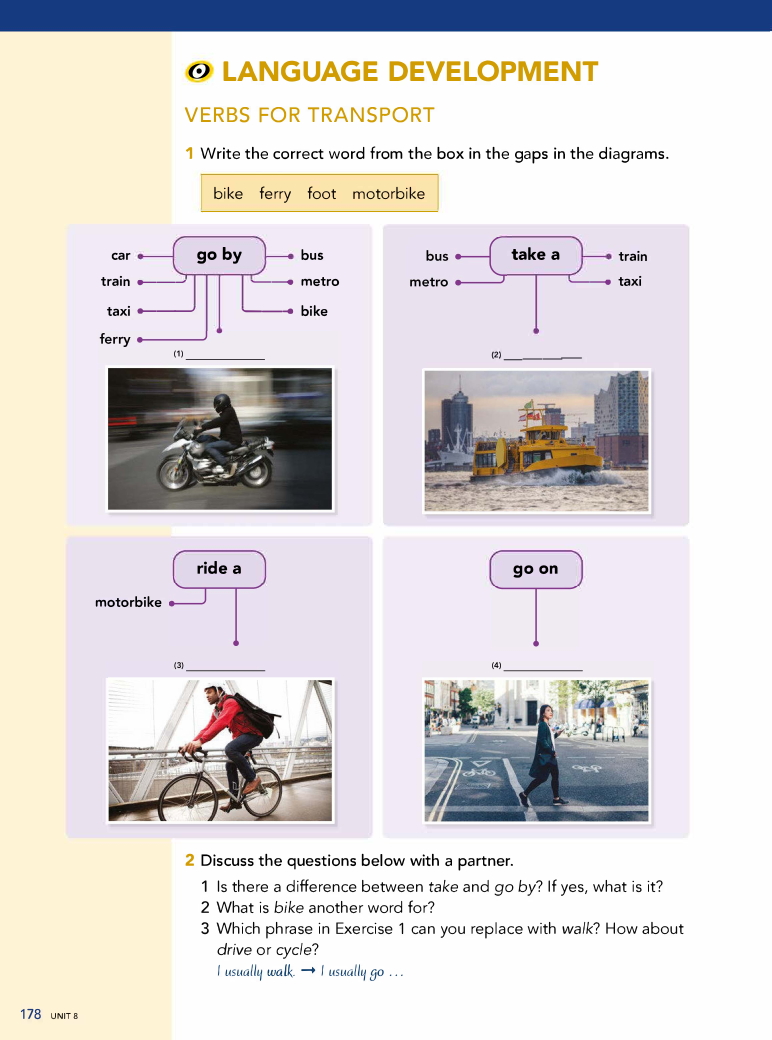 LANGUAGE DEVELOPMENT
VERBS FOR TRANSPORT
1 Write the correct word from the box in the gaps in the diagrams.
bike ferry foot motorbike
go by
car
bus
train
metro
taxi
bike
ferry
(1) ______________
take a
bus
train
metro
taxi
(2) ______________
ride a
motorbike
(3) ______________
go on
(4) ______________
2 Discuss the questions below with a partner.
1 Is there a difference between take and go by? If yes, what is it?
2 What is bike another word for?
3 Which phrase in Exercise 1 can you replace with walk? How about
drive or cycle?
I usually walk. → I usually go ...
178 UNIT 8